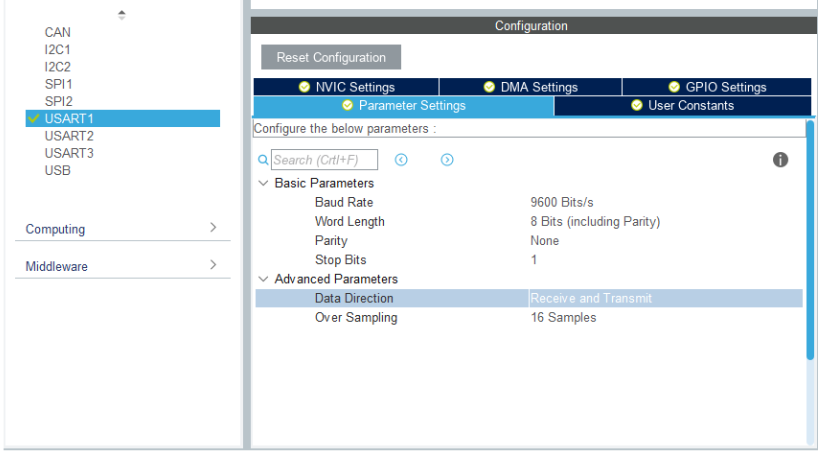 CAN
I2C1
I2C2
SPI1
SPI2
USART1
USART2
USART3
USB
Computing
Middleware
Configuration
Reset Configuration
NVIC Settings DMA Settings GPIO Settings
Parameter Settings User Constants
Configure the below parameters :
Search (Crtl+F)
Basic Parameters
Baud Rate 9600 Bits/s
Word Length 8 Bits (including Parity)
Parity None
Stop Bits 1
Advanced Parameters
Data Direction Receive and Transmit
Over Sampling 16 Samples